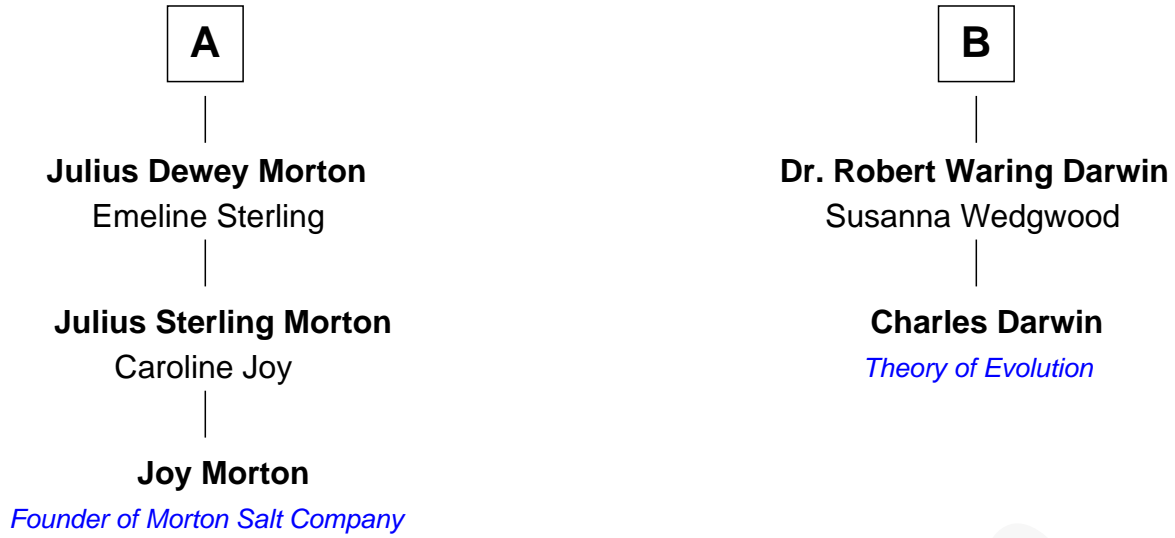 A
Julius Dewey Morton
Emeline Sterling
Julius Sterling Morton
Caroline Joy
Joy Morton
Founder of Morton Salt Company
B
Dr. Robert Waring Darwin
Susanna Wedgwood
Charles Darwin
Theory of Evolution